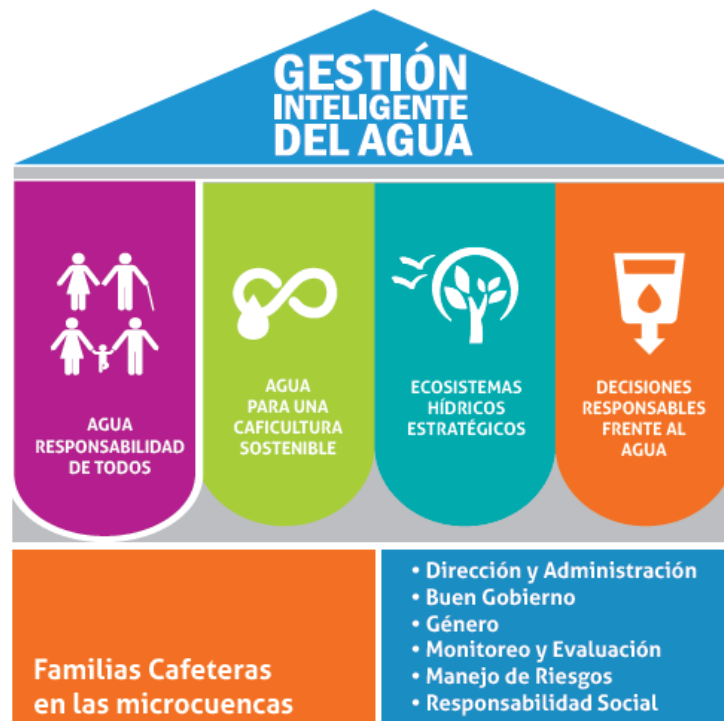 GESTIÓN
INTELIGENTE
DEL AGUA
AGUA
RESPONSABILIDAD
DE TODOS
AGUA
PARA UNA
CAFICULTURA
SOSTENIBLE
ECOSISTEMAS
HÍDRICOS
ESTRATÉGICOS
DECISIONES
RESPONSABLES
FRENTE AL
AGUA
Familias Cafeteras
en las microcuencas
• Dirección y Administración
• Buen Gobierno
• Género
• Monitoreo y Evaluación
• Manejo de Riesgos
• Responsabilidad Social